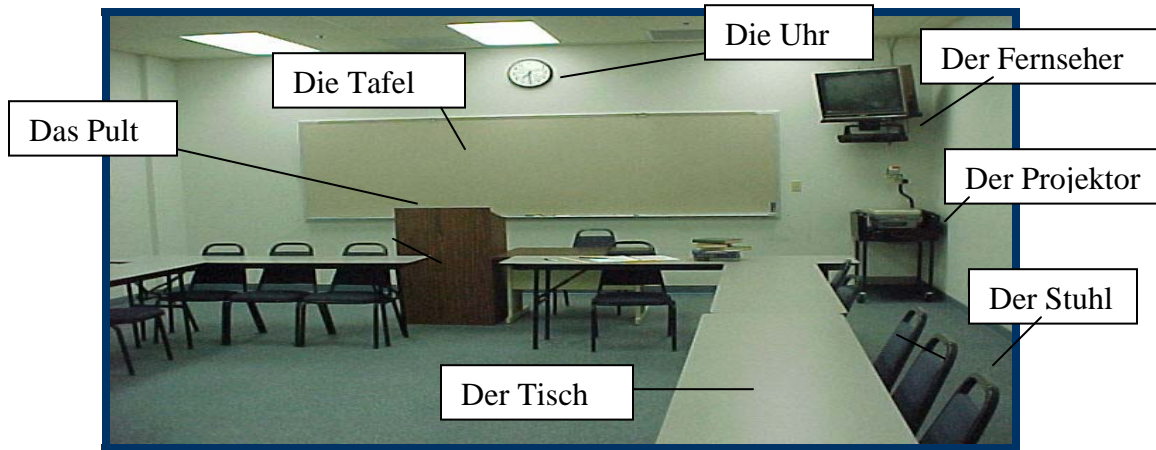 Die Uhr
Der Fernseher
Die Tafel
Das Pult
Der Projektor
Der Stuhl
Der Tisch